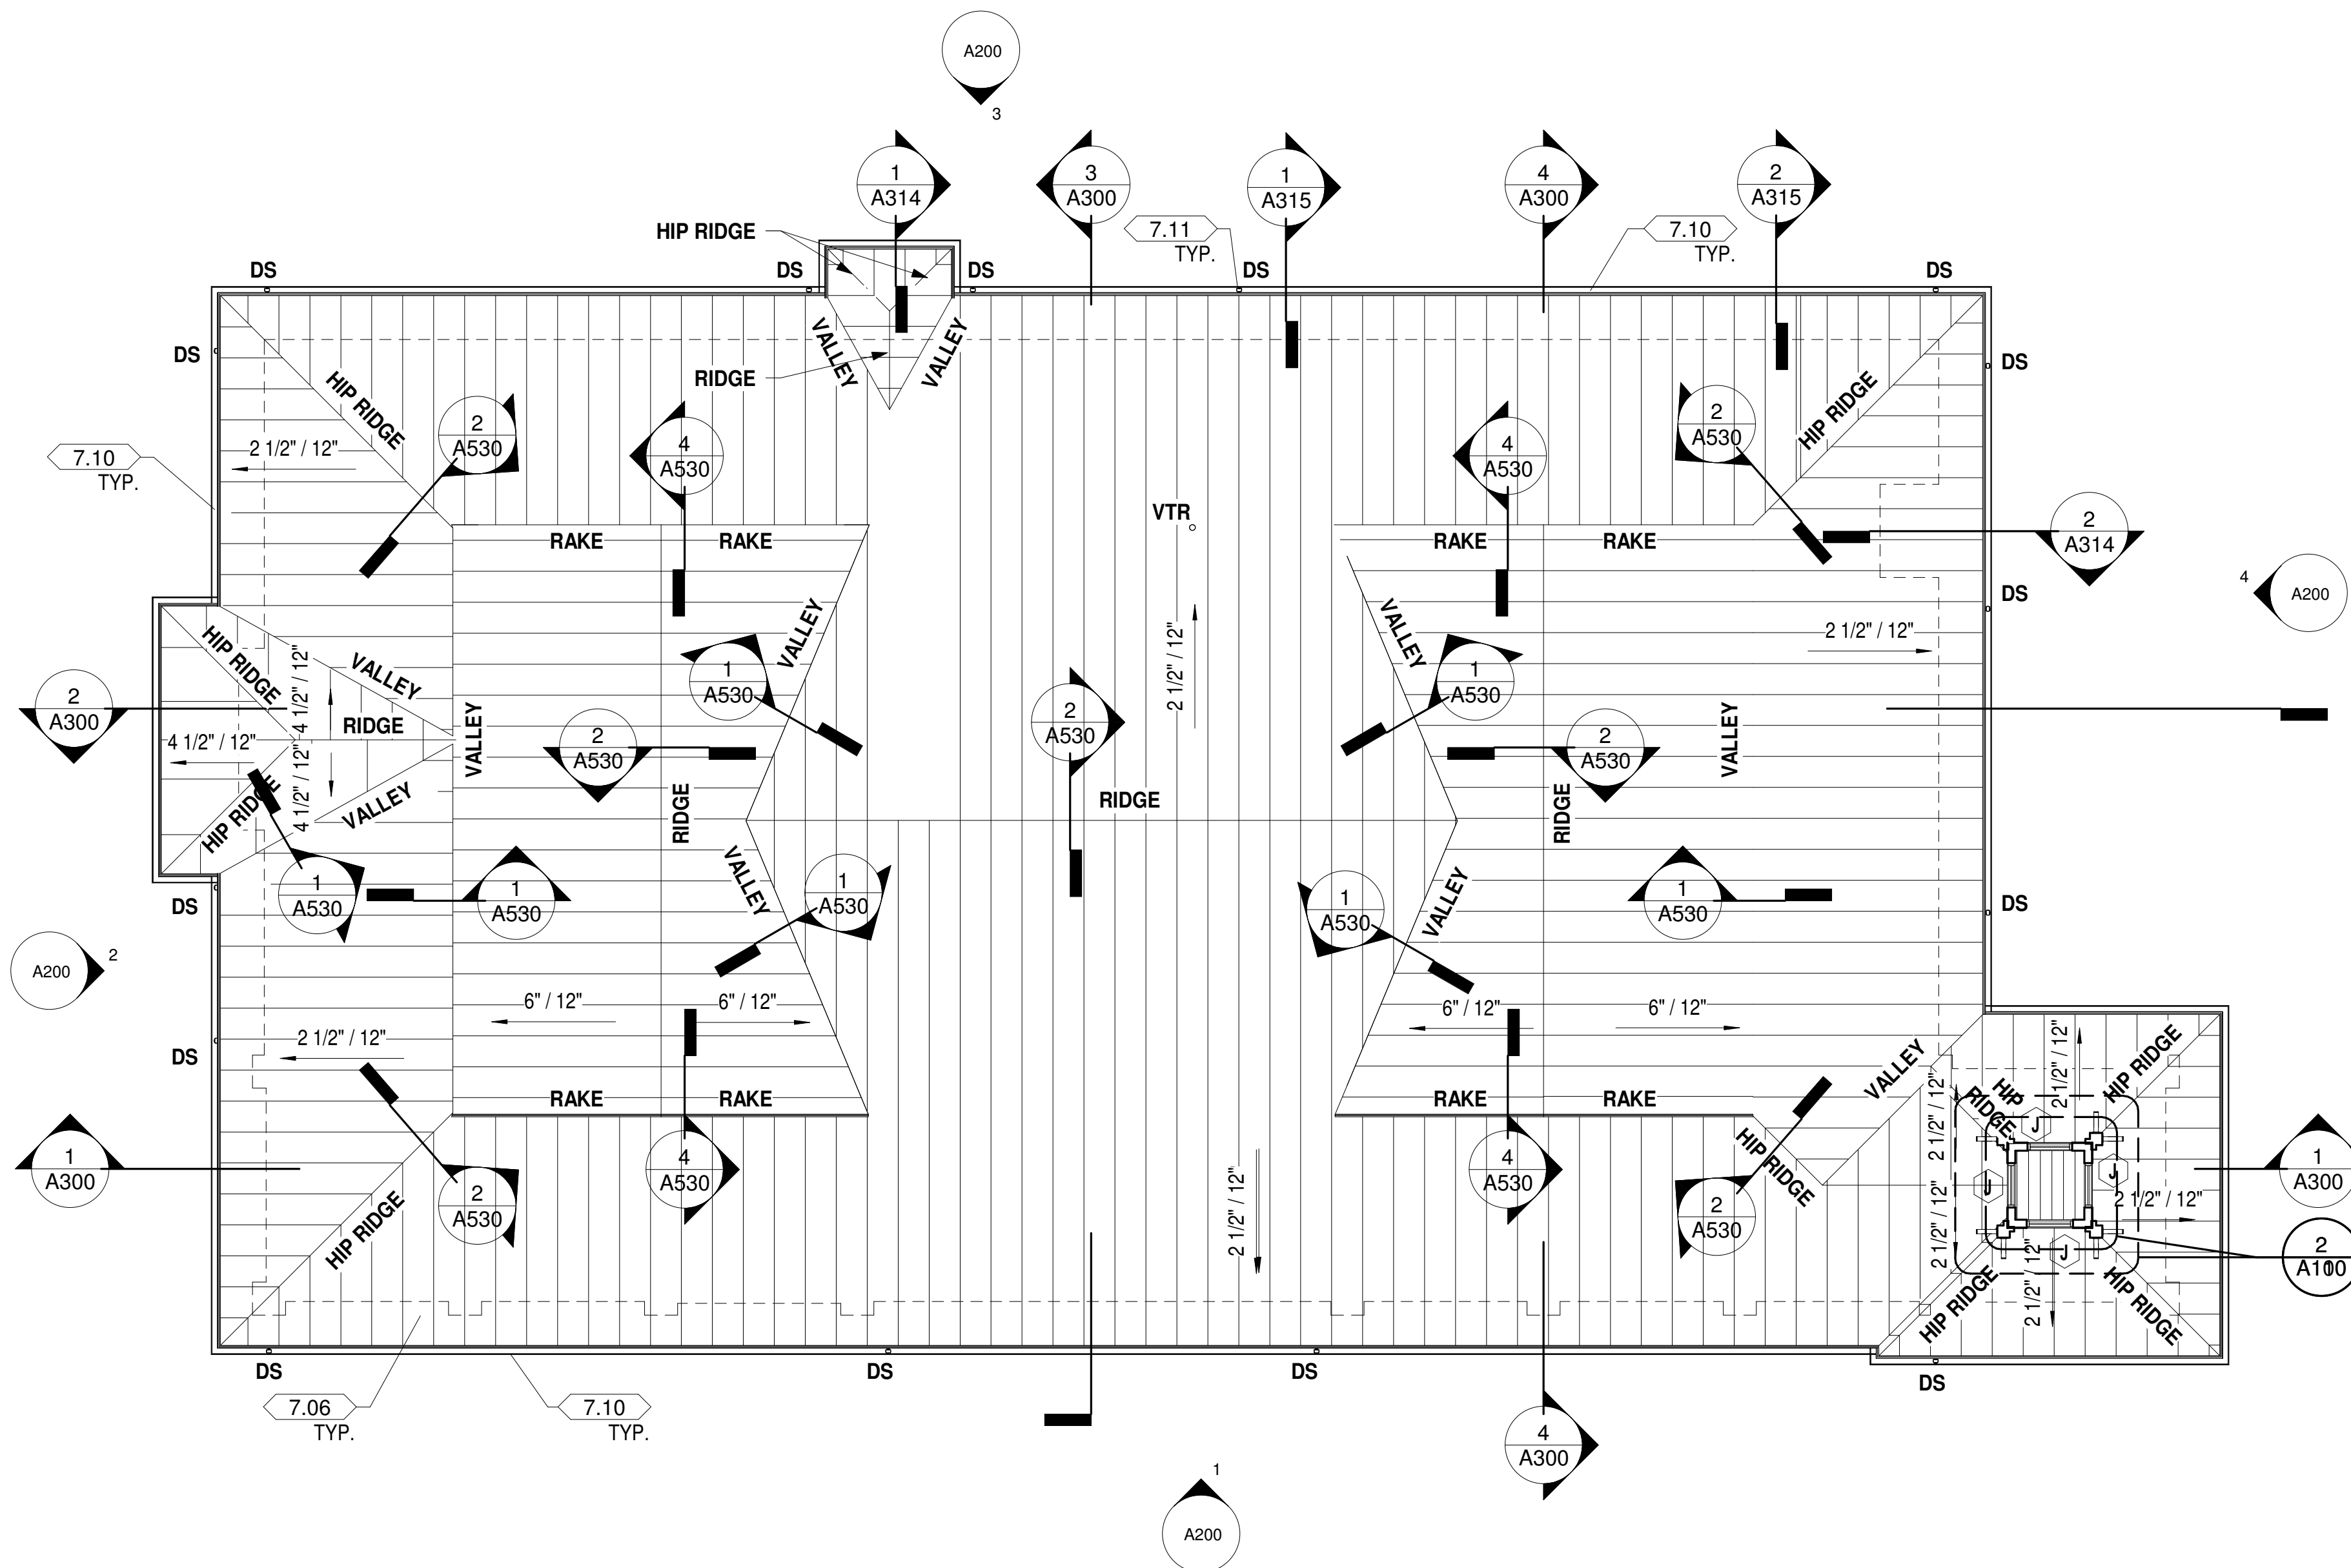 A200
3
1
A314
3
A300
1
A315
4
A300
2
A315
HIP RIDGE
7.11
TYP.
7.10
TYP.
DS
DS
DS
DS
DS
DS
DS
VALLEY
VALLEY
RIDGE
HIP RIDGE
HIP RIDGE
2
A530
4
A530
4
A530
2
A530
2 1/2" / 12"
7.10
TYP.
VTR
RAKE
RAKE
RAKE
RAKE
2
A314
4
A200
DS
VALLEY
VALLEY
2 1/2" / 12"
2 1/2" / 12"
HIP RIDGE
4 1/2" / 12"
VALLEY
1
A530
1
A530
2
A300
RIDGE
VALLEY
2
A530
2
A530
2
A530
VALLEY
4 1/2" / 12"
4 1/2" / 12"
HIP RIDGE
VALLEY
RIDGE
RIDGE
RIDGE
1
A530
1
A530
VALLEY
1
A530
1
A530
VALLEY
1
A530
DS
DS
A200
2
6" / 12"
6" / 12"
6" / 12"
6" / 12"
2 1/2" / 12"
DS
RAKE
RAKE
RAKE
RAKE
VALLEY
2 1/2" / 12"
HIP RIDGE
HIP
RIDGE
2 1/2" / 12"
J
1
A300
4
A530
4
A530
HIP RIDGE
2
A530
2
A530
HIP RIDGE
2 1/2" / 12"
2 1/2" / 12"
J
J
2 1/2" / 12"
1
A300
J
2 1/2" / 12"
HIP RIDGE
HIP RIDGE
2
A100
DS
DS
DS
DS
7.06
TYP.
7.10
TYP.
4
A300
1
A200